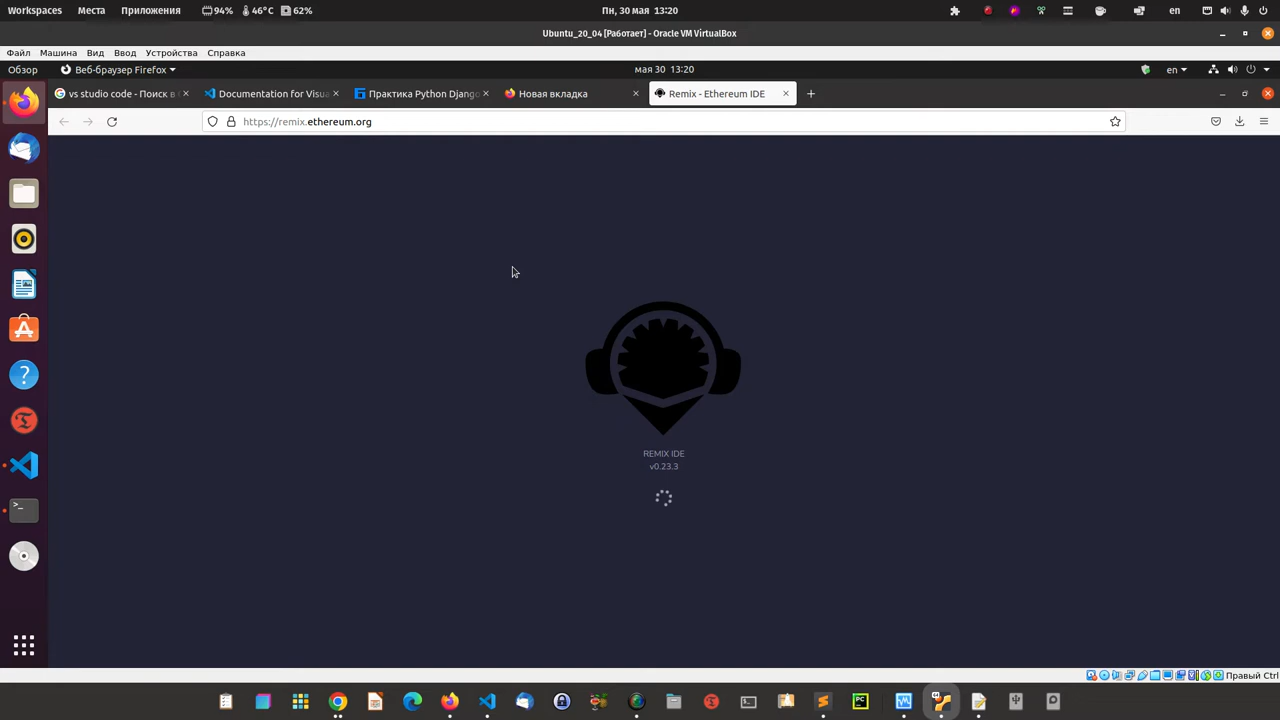 Workspaces Места Приложения 94% 46°C 62% Пн, 30 мая 13:20 en
Ubuntu_20_04 [Работает] - Oracle VM VirtualBox
Файл Машина Вид Ввод Устройства Справка
Обзор Веб-браузер Firefox мая 30 13:20 en
vs studio code - Поиск в Documentation for Visua Практика Python Django Новая вкладка Remix - Ethereum IDE
https://remix.ethereum.org
REMIX IDE
v0.23.3
Правый Ctrl